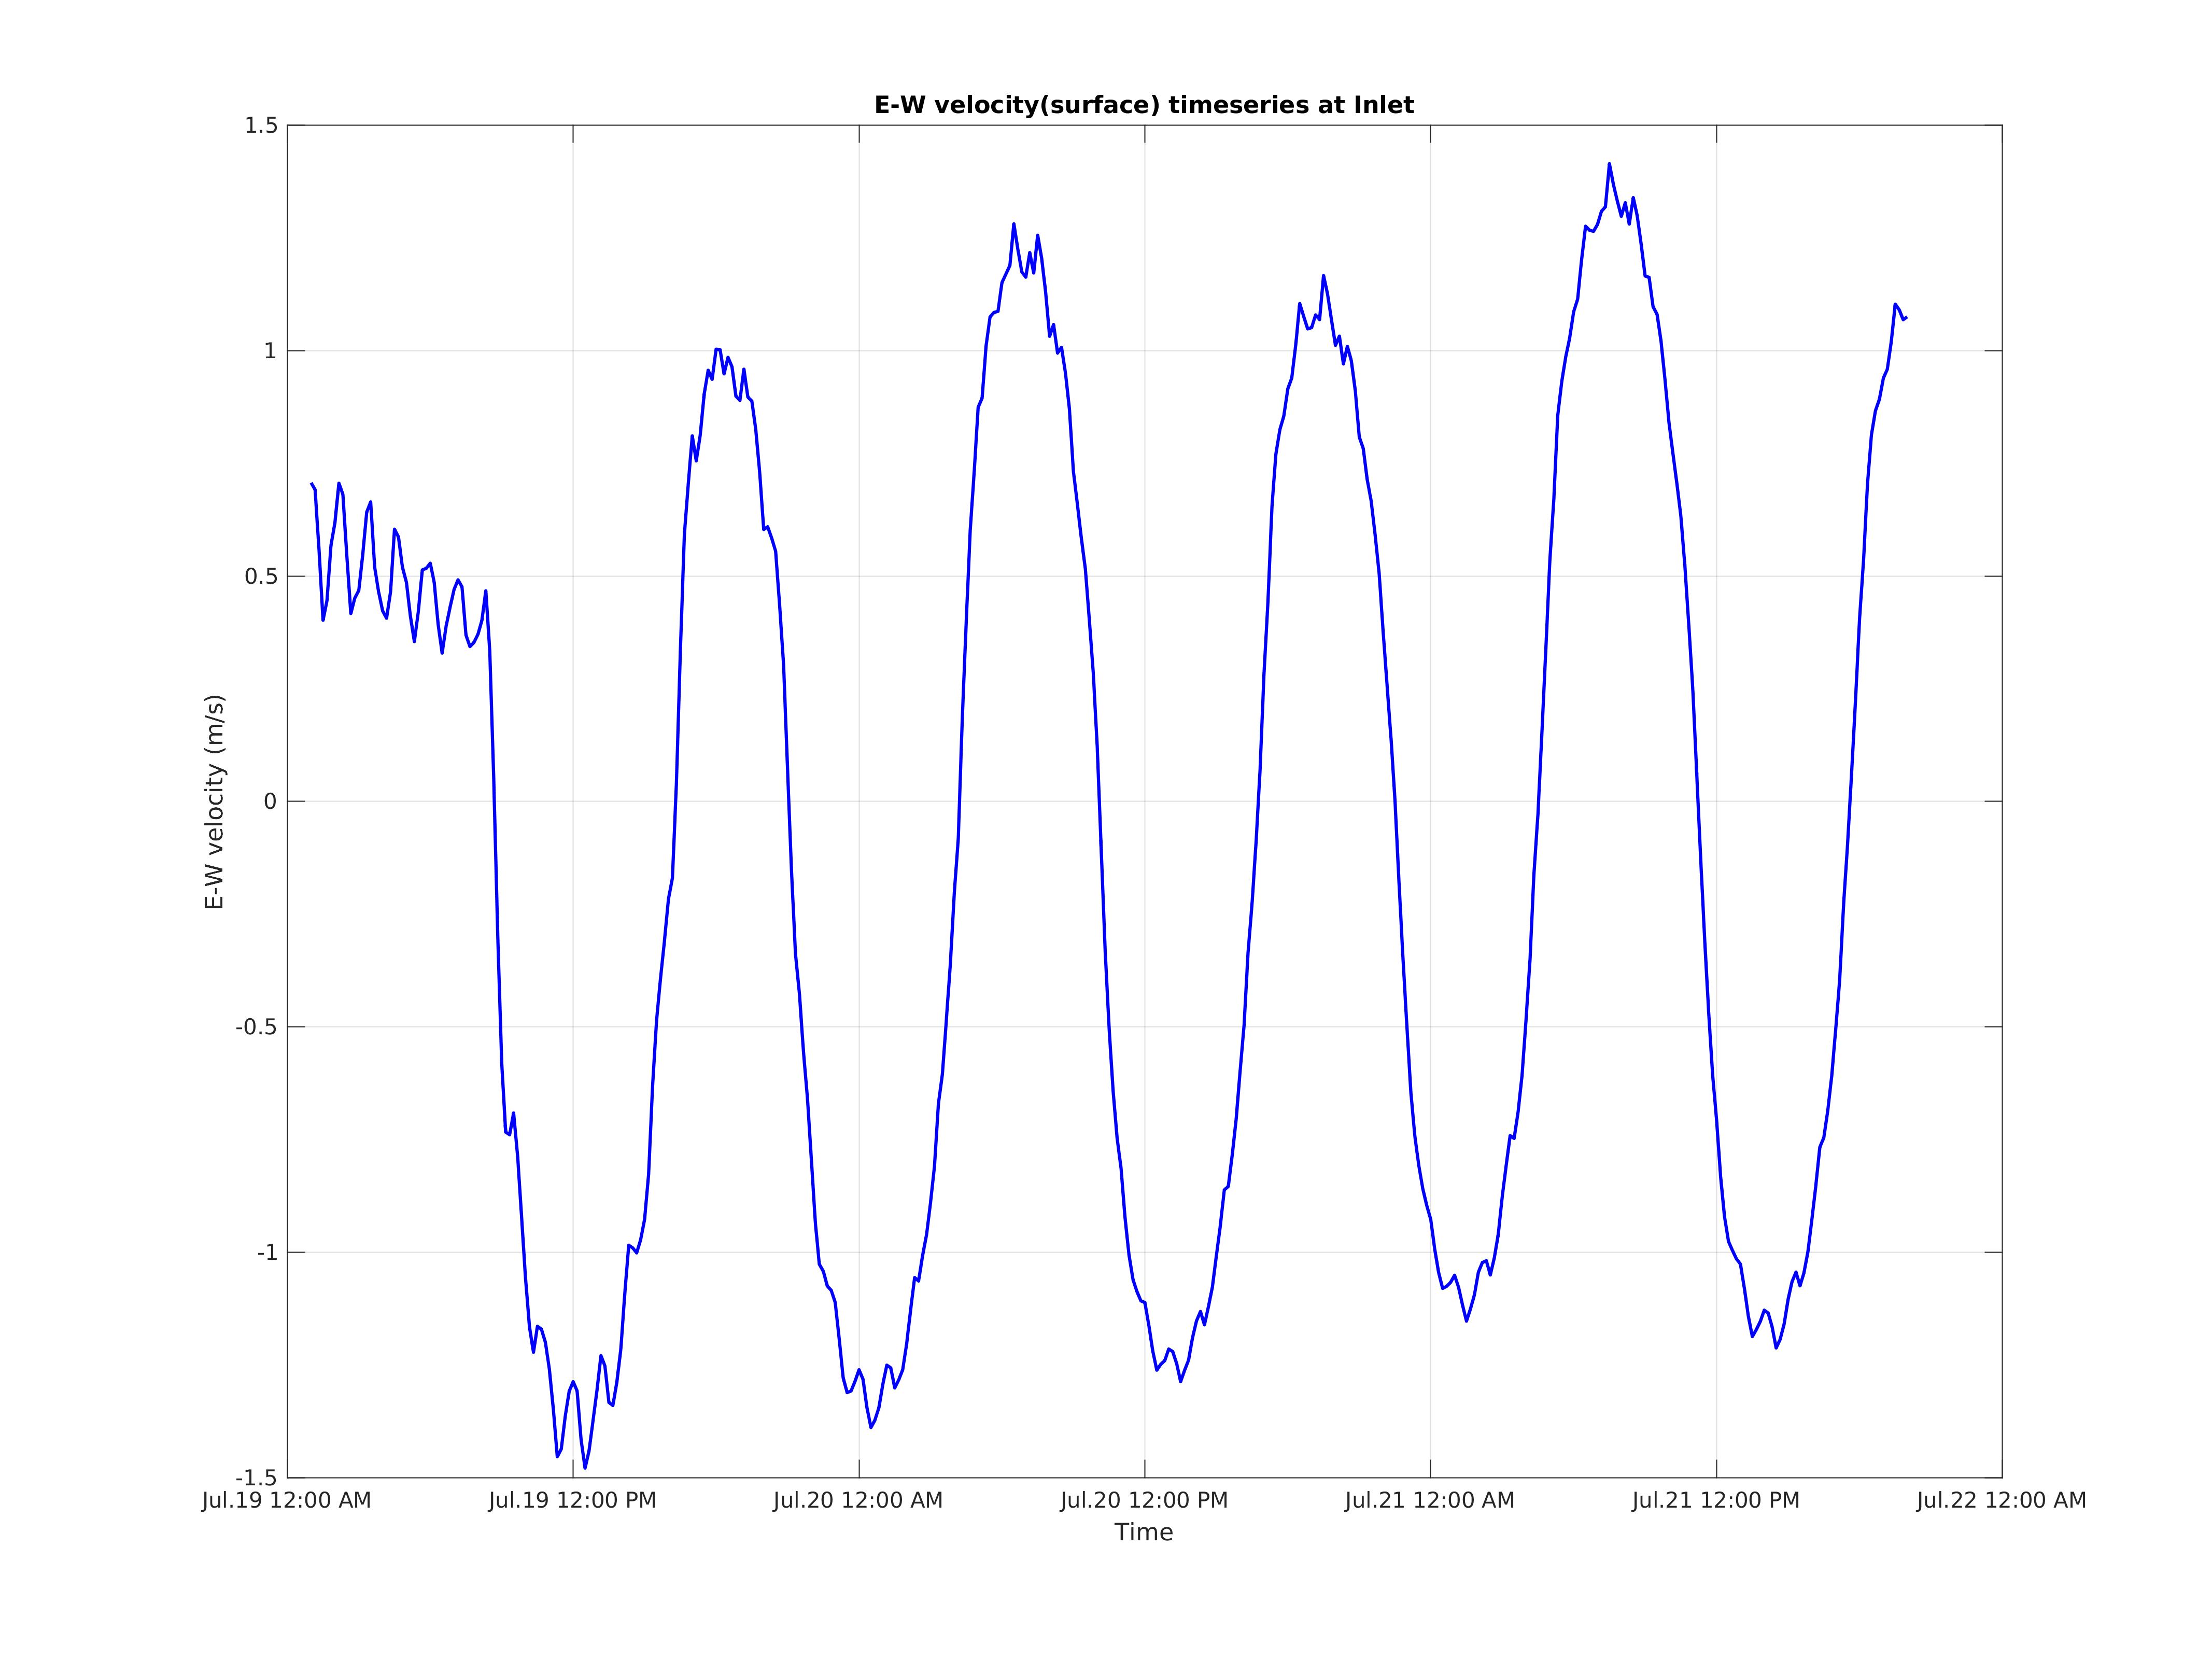 E-W velocity(surface) timeseries at Inlet
1.5
1
0.5
0
-0.5
-1
-1.5
E-W velocity (m/s)
Jul.19 12:00 AM
Jul.19 12:00 PM
Jul.20 12:00 AM
Jul.20 12:00 PM
Jul.21 12:00 AM
Jul.21 12:00 PM
Jul.22 12:00 AM
Time